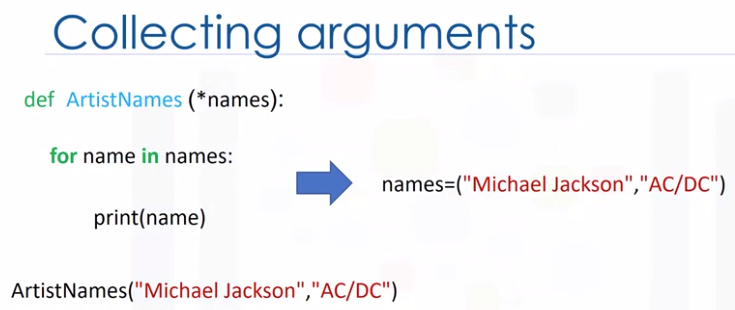 Collecting arguments
def ArtistNames (*names):
for name in names:
names=("Michael Jackson","AC/DC")
print(name)
ArtistNames("Michael Jackson","AC/DC")